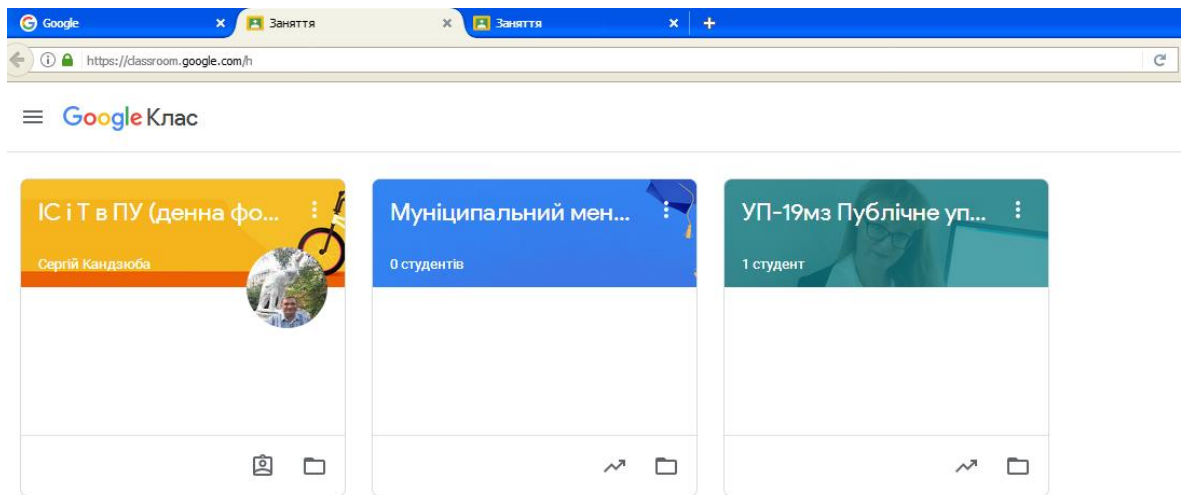 Google
Заняття
Заняття
https://classroom.google.com/h
Google Клас
ІС і Т в ПУ (денна фо...
Сергій Кандзюба
Муніципальний мен...
0 студентів
УП-19мз Публічне уп...
1 студент